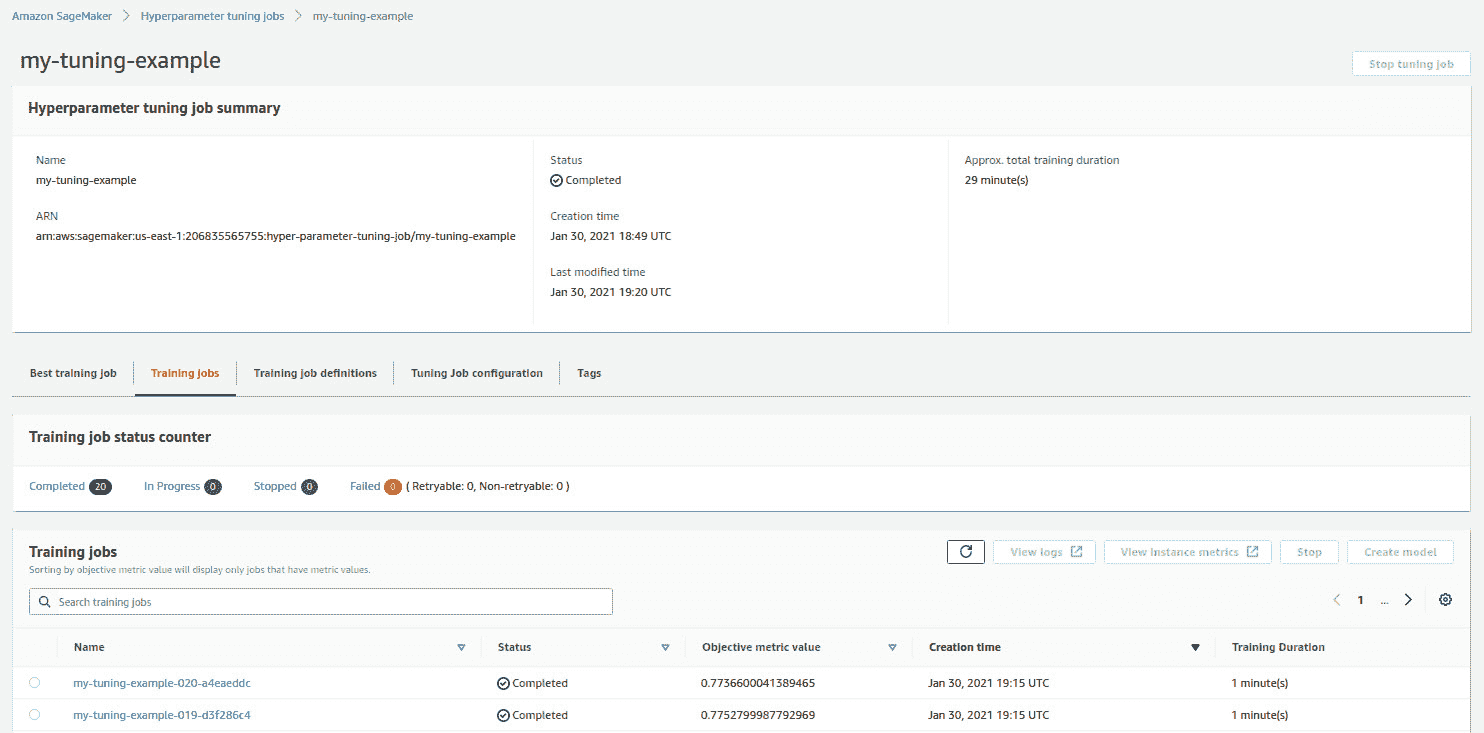 Amazon SageMaker > Hyperparameter tuning jobs > my-tuning-example
my-tuning-example
Stop tuning job
Hyperparameter tuning job summary
Name
my-tuning-example
ARN
arn:aws:sagemaker:us-east-1:206835565755:hyper-parameter-tuning-job/my-tuning-example
Status
Completed
Creation time
Jan 30, 2021 18:49 UTC
Last modified time
Jan 30, 2021 19:20 UTC
Approx. total training duration
29 minute(s)
Best training job Training jobs Training job definitions Tuning Job configuration Tags
Training job status counter
Completed 20 In Progress 0 Stopped 0 Failed 0 ( Retryable: 0, Non-retryable: 0 )
Training jobs
Sorting by objective metric value will display only jobs that have metric values.
View logs View instance metrics Stop Create model
Search training jobs
< 1 ... >
Name Status Objective metric value Creation time Training Duration
my-tuning-example-020-a4eaeddc Completed 0.7736600041389465 Jan 30, 2021 19:15 UTC 1 minute(s)
my-tuning-example-019-d3f286c4 Completed 0.7752799987792969 Jan 30, 2021 19:15 UTC 1 minute(s)